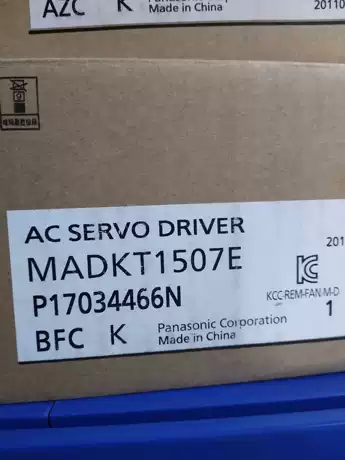 AZC K
Made in China
20110
AC SERVO DRIVER
MADKT1507E
201
P17034466N
KCC-REM-FAN-M-D
1
BFC K
Panasonic Corporation
Made in China